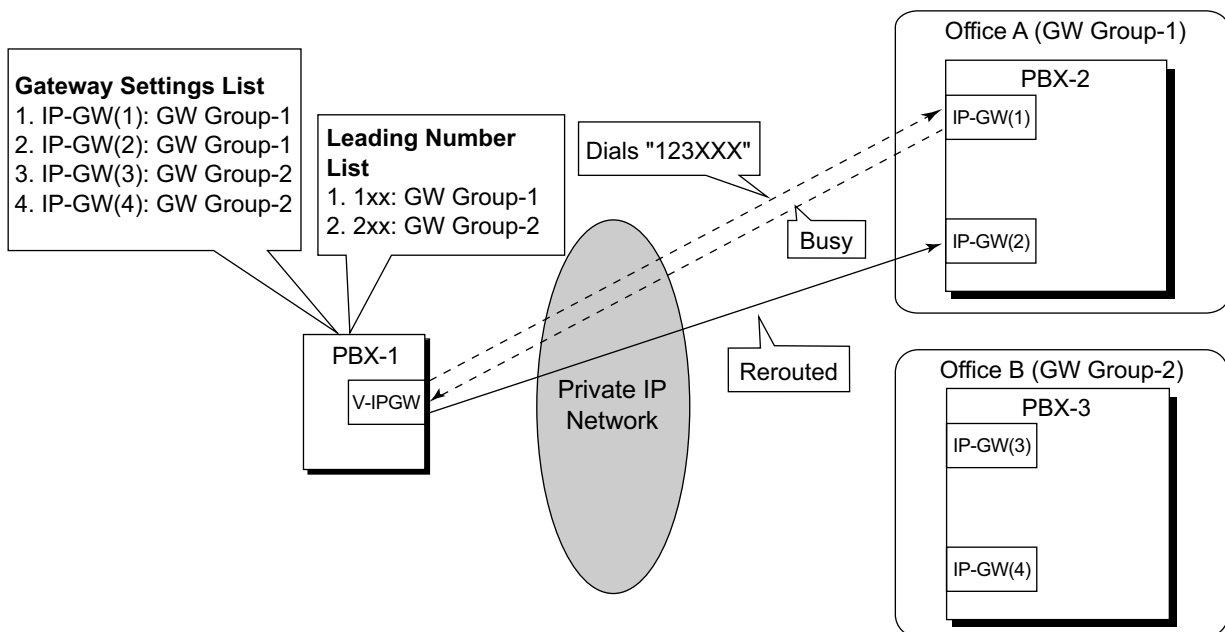 Gateway Settings List
1. IP-GW(1): GW Group-1
2. IP-GW(2): GW Group-1
3. IP-GW(3): GW Group-2
4. IP-GW(4): GW Group-2
Leading Number
List
1. 1xx: GW Group-1
2. 2xx: GW Group-2
PBX-1
V-IPGW
Private IP
Network
Dials "123XXX"
Busy
Rerouted
Office A (GW Group-1)
PBX-2
IP-GW(1)
IP-GW(2)
Office B (GW Group-2)
PBX-3
IP-GW(3)
IP-GW(4)